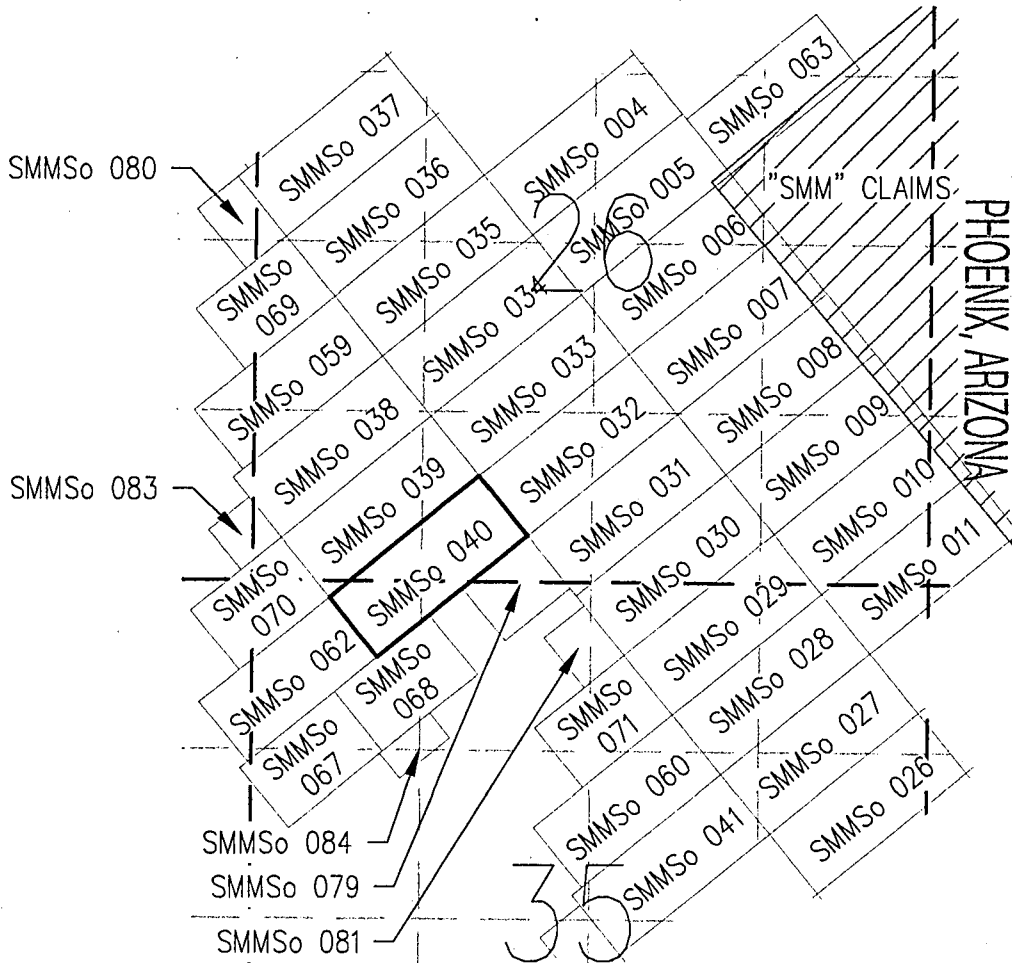 SMMSo 063
SMMSo 037
SMMSo 004
SMMSo 080
SMMSo 036
SMMSo 005
"SMM" CLAIMS
SMMSo 035
26
SMMSo 006
PHOENIX, ARIZONA
SMMSo
069
SMMSo 034
SMMSo 007
SMMSo 059
SMMSo 033
SMMSo 008
SMMSo 038
SMMSo 032
SMMSo 009
SMMSo 083
SMMSo 039
SMMSo 031
SMMSo 010
SMMSo 040
SMMSo 030
SMMSo 011
SMMSo
070
SMMSo 029
SMMSo 062
SMMSo
068
SMMSo 028
SMMSo
071
SMMSo
067
SMMSo 027
SMMSo 060
SMMSo 026
SMMSo 084
SMMSo 041
SMMSo 079
35
SMMSo 081